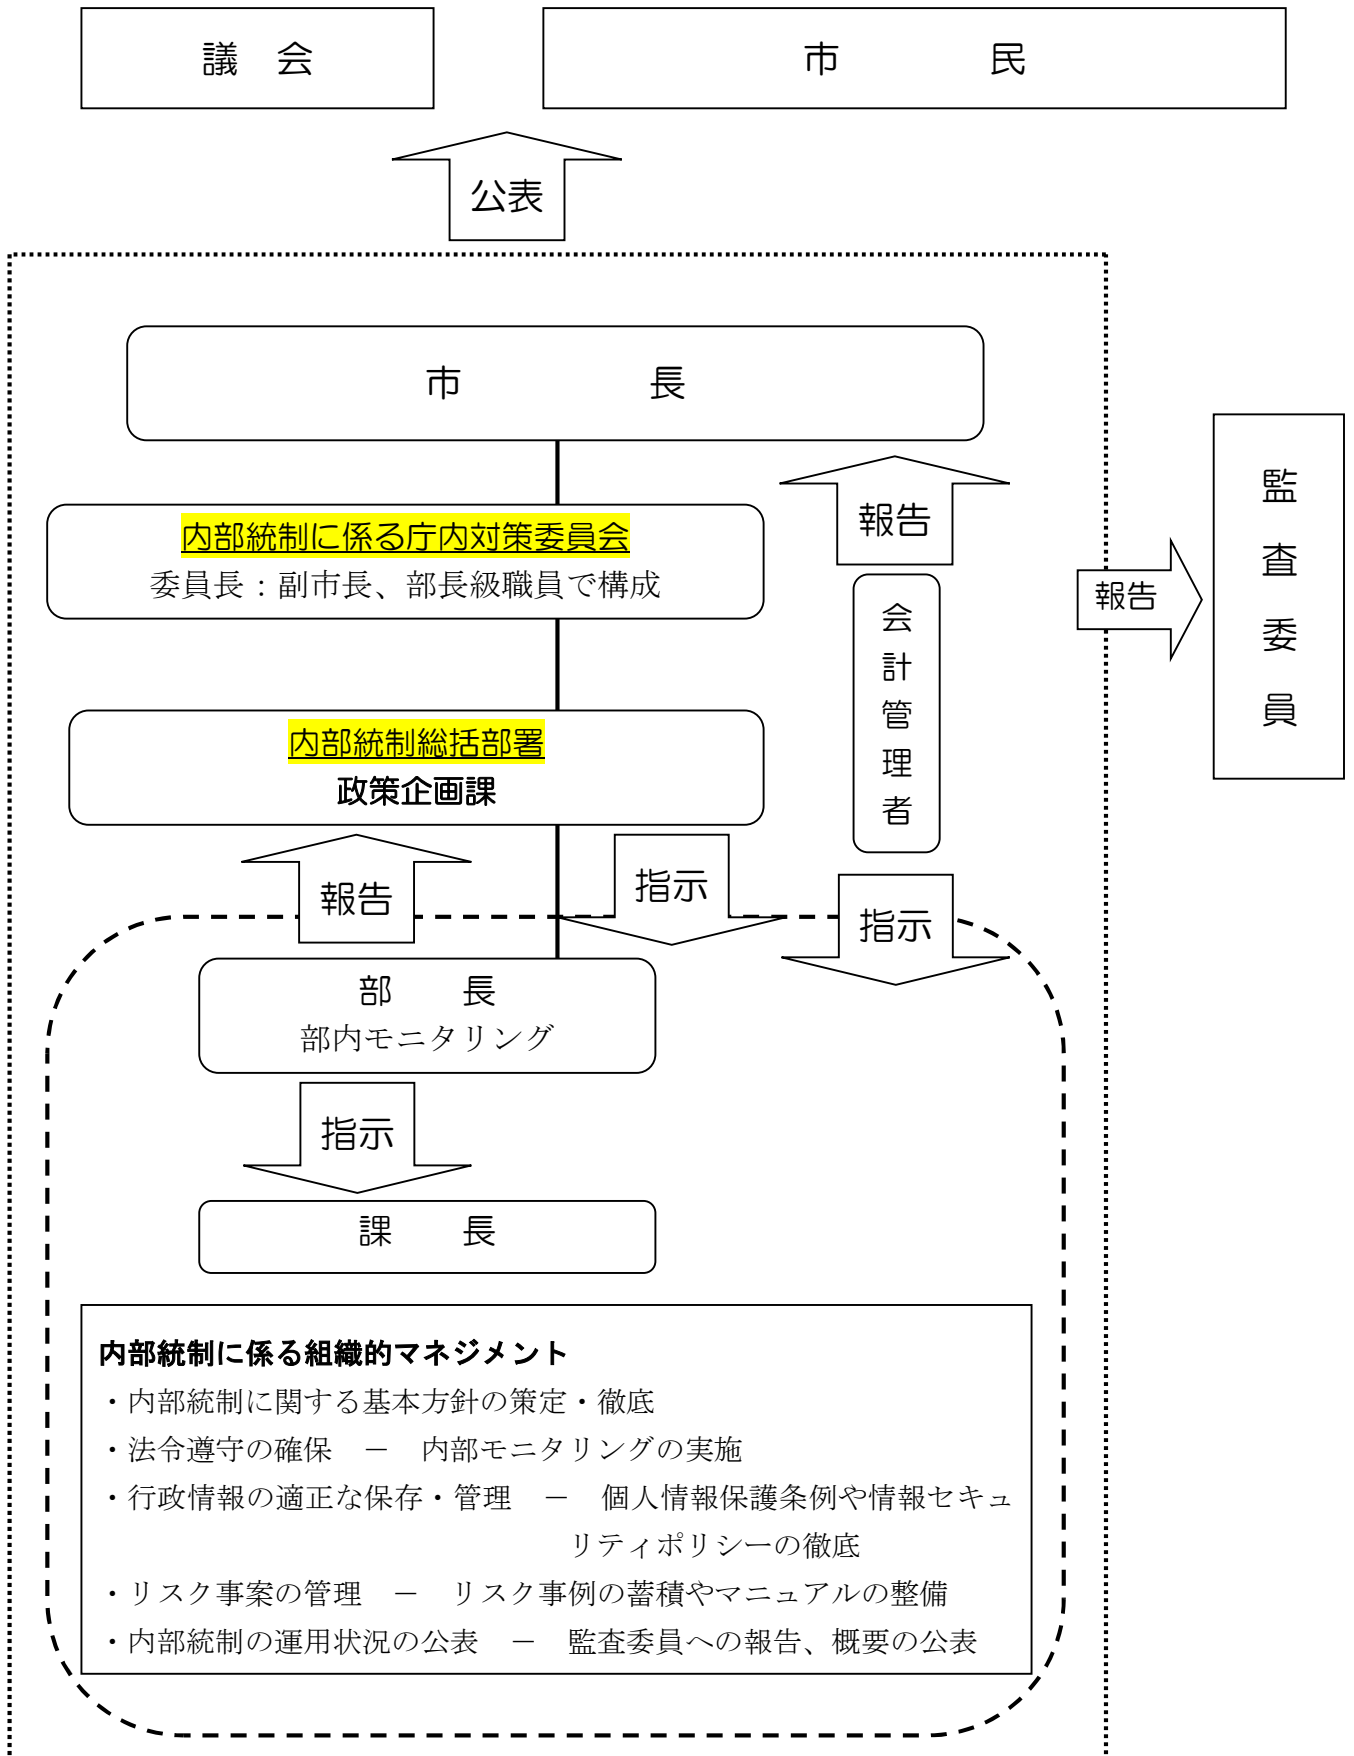 議　会
市　　　　民
公表
市　　　　　長
内部統制に係る庁内対策委員会
委員長：副市長、部長級職員で構成
報告
会計管理者
報告
監査委員
内部統制総括部署
政策企画課
報告
指示
指示
部　　長
部内モニタリング
指示
課　　長
内部統制に係る組織的マネジメント
・内部統制に関する基本方針の策定・徹底
・法令遵守の確保　－　内部モニタリングの実施
・行政情報の適正な保存・管理　－　個人情報保護条例や情報セキュ
リティポリシーの徹底
・リスク事案の管理　－　リスク事例の蓄積やマニュアルの整備
・内部統制の運用状況の公表　－　監査委員への報告、概要の公表